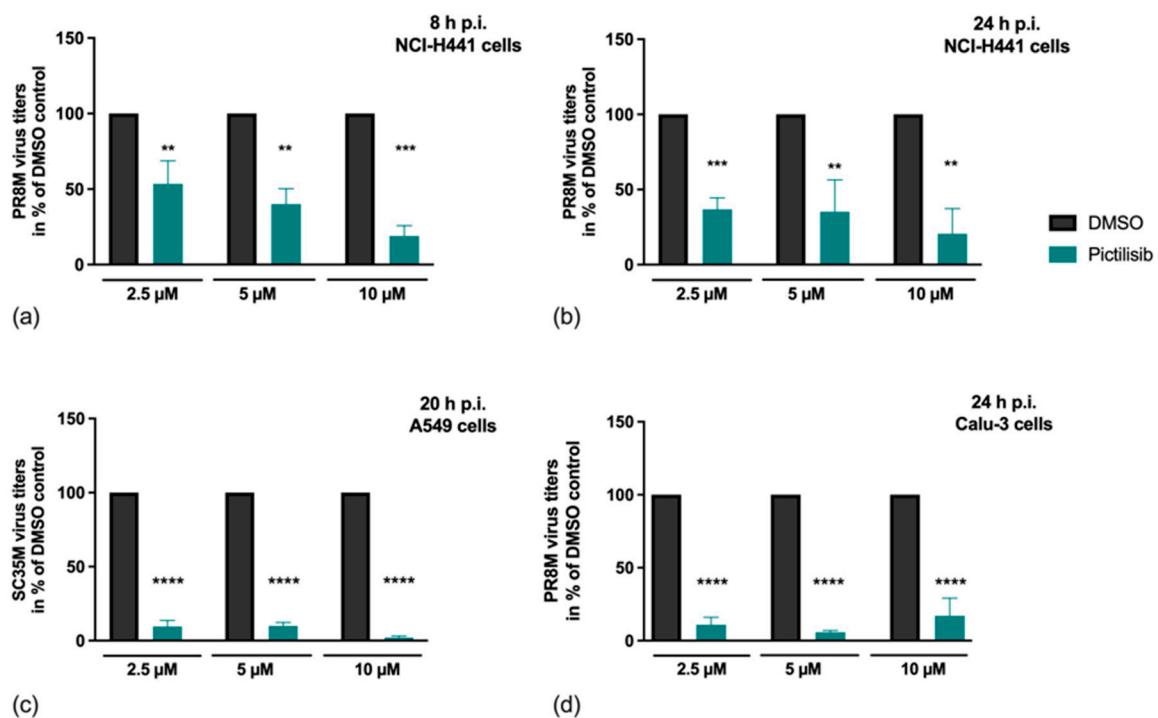 8 h p.i.
NCI-H441 cells
PR8M virus titers
in % of DMSO control
150
100
50
0
**
**
***
2.5 µM
5 µM
10 µM
(a)
24 h p.i.
NCI-H441 cells
PR8M virus titers
in % of DMSO control
150
100
50
0
***
**
**
2.5 µM
5 µM
10 µM
(b)
DMSO
Pictilisib
20 h p.i.
A549 cells
SC35M virus titers
in % of DMSO control
150
100
50
0
****
****
****
2.5 µM
5 µM
10 µM
(c)
24 h p.i.
Calu-3 cells
PR8M virus titers
in % of DMSO control
150
100
50
0
****
****
****
2.5 µM
5 µM
10 µM
(d)